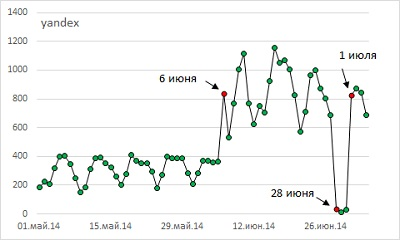 yandex
1400
1200
1000
800
600
400
200
0
6 июня
1 июля
28 июня
01.май.14 15.май.14 29.май.14 12.июн.14 26.июн.14